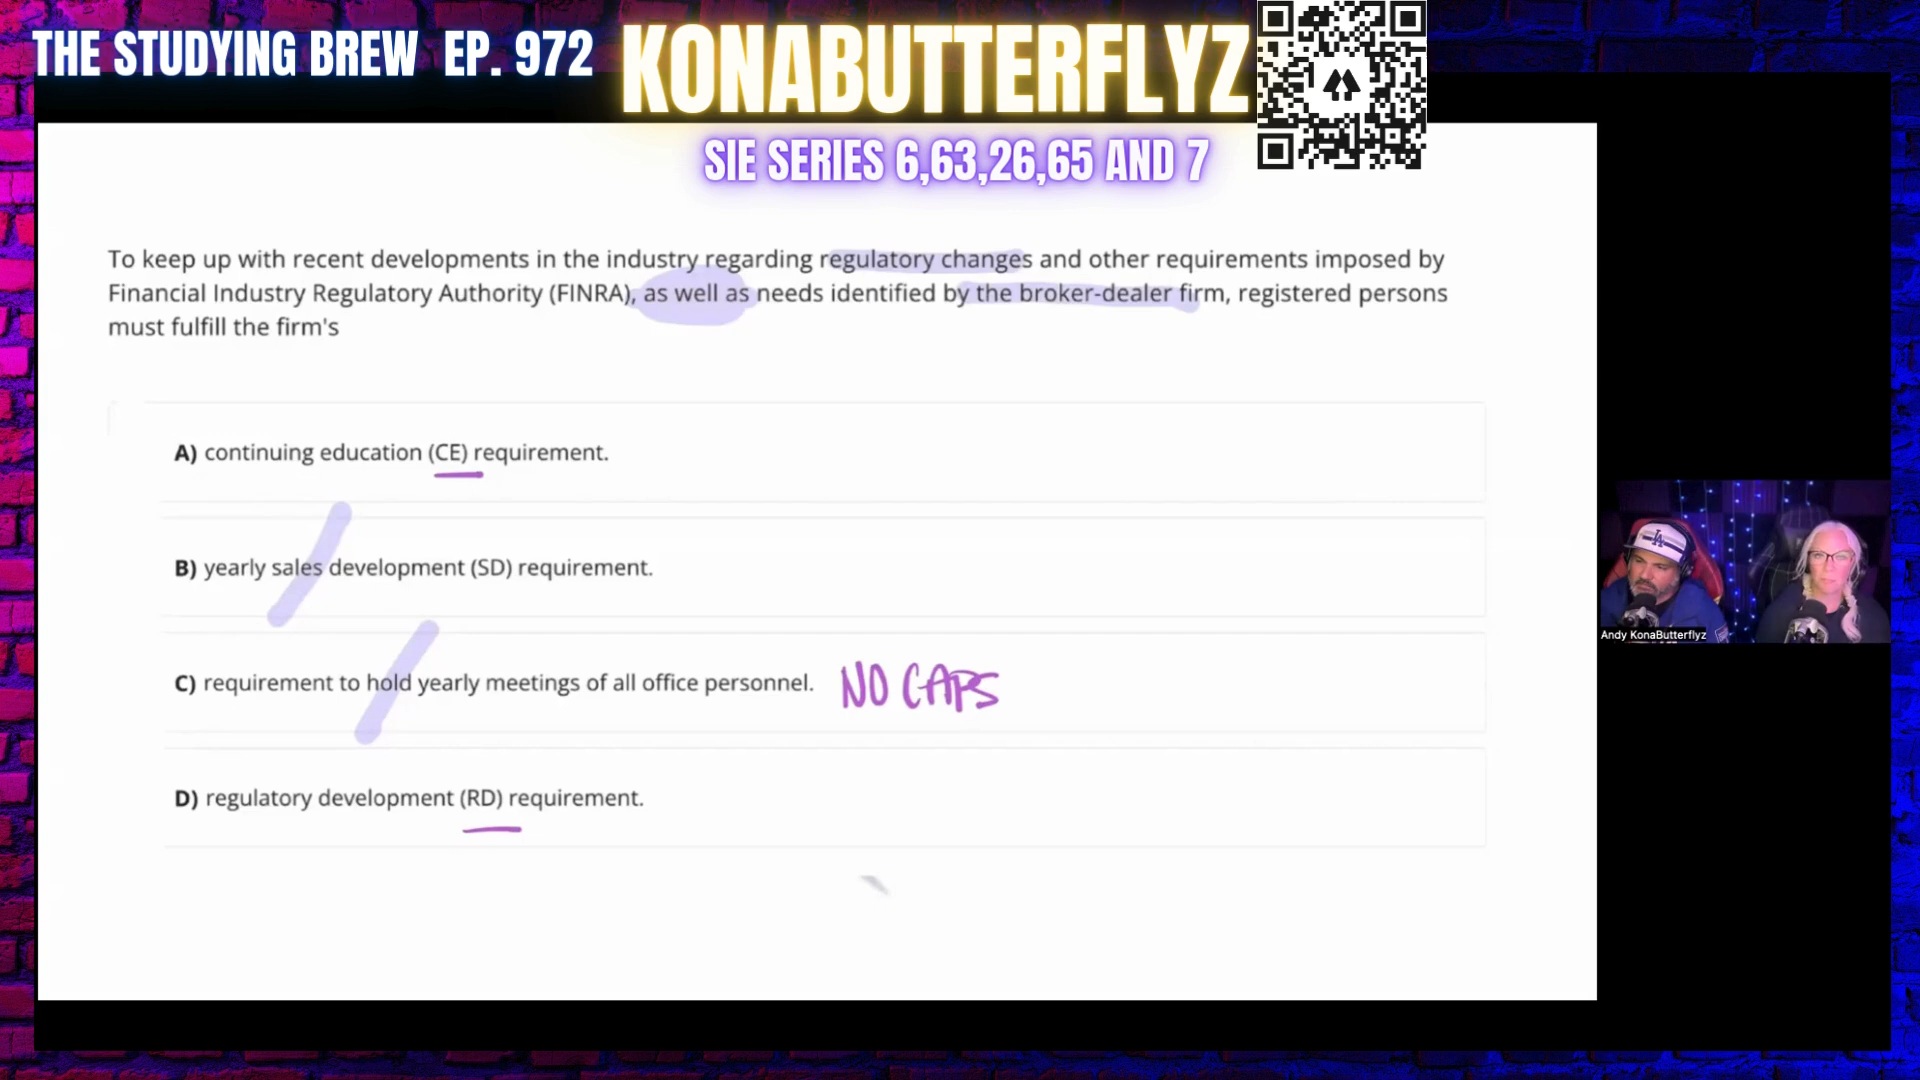 THE STUDYING BREW EP. 972
KONABUTTERFLYZ
SIE SERIES 6,63,26,65 AND 7
To keep up with recent developments in the industry regarding regulatory changes and other requirements imposed by
Financial Industry Regulatory Authority (FINRA), as well as needs identified by the broker-dealer firm, registered persons
must fulfill the firm's
A) continuing education (CE) requirement.
B) yearly sales development (SD) requirement.
C) requirement to hold yearly meetings of all office personnel. NO CAPS
D) regulatory development (RD) requirement.
LA
Andy KonaButterflyz